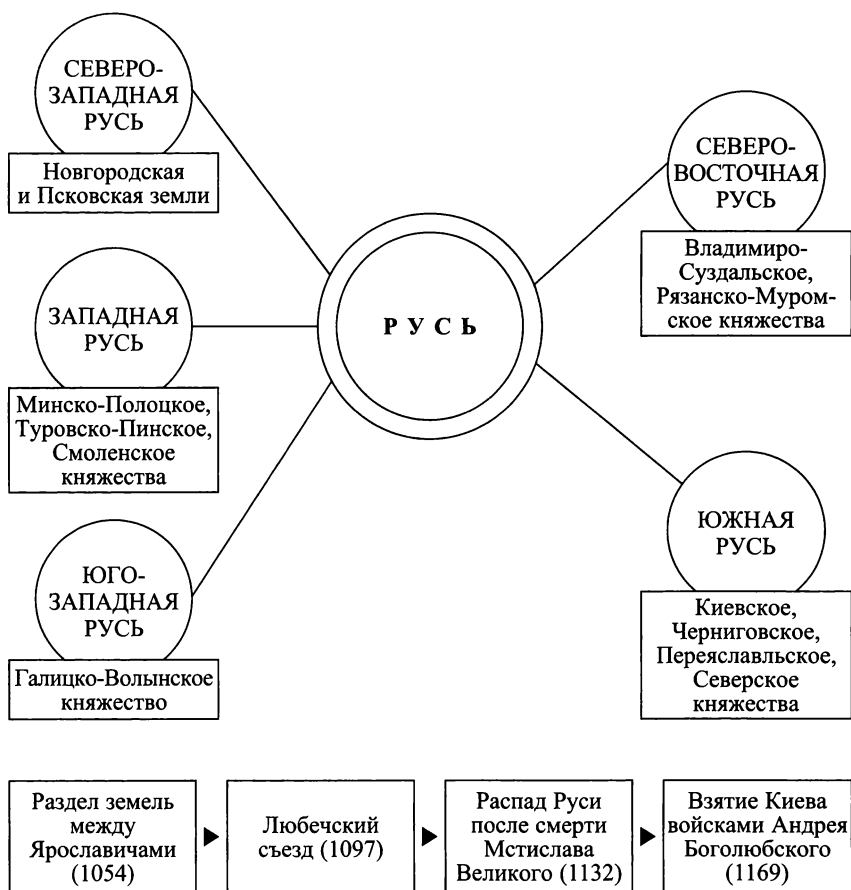 СЕВЕРО-
ЗАПАДНАЯ
РУСЬ
Новгородская
и Псковская земли
ЗАПАДНАЯ
РУСЬ
Минско-Полоцкое,
Туровско-Пинское,
Смоленское
княжества
ЮГО-
ЗАПАДНАЯ
РУСЬ
Галицко-Волынское
княжество
РУСЬ
СЕВЕРО-
ВОСТОЧНАЯ
РУСЬ
Владимиро-
Суздальское,
Рязанско-Муром-
ское княжества
ЮЖНАЯ
РУСЬ
Киевское,
Черниговское,
Переяславльское,
Северское
княжества
Раздел земель
между
Ярославичами
(1054)
Любечский
съезд (1097)
Распад Руси
после смерти
Мстислава
Великого (1132)
Взятие Киева
войсками Андрея
Боголюбского
(1169)